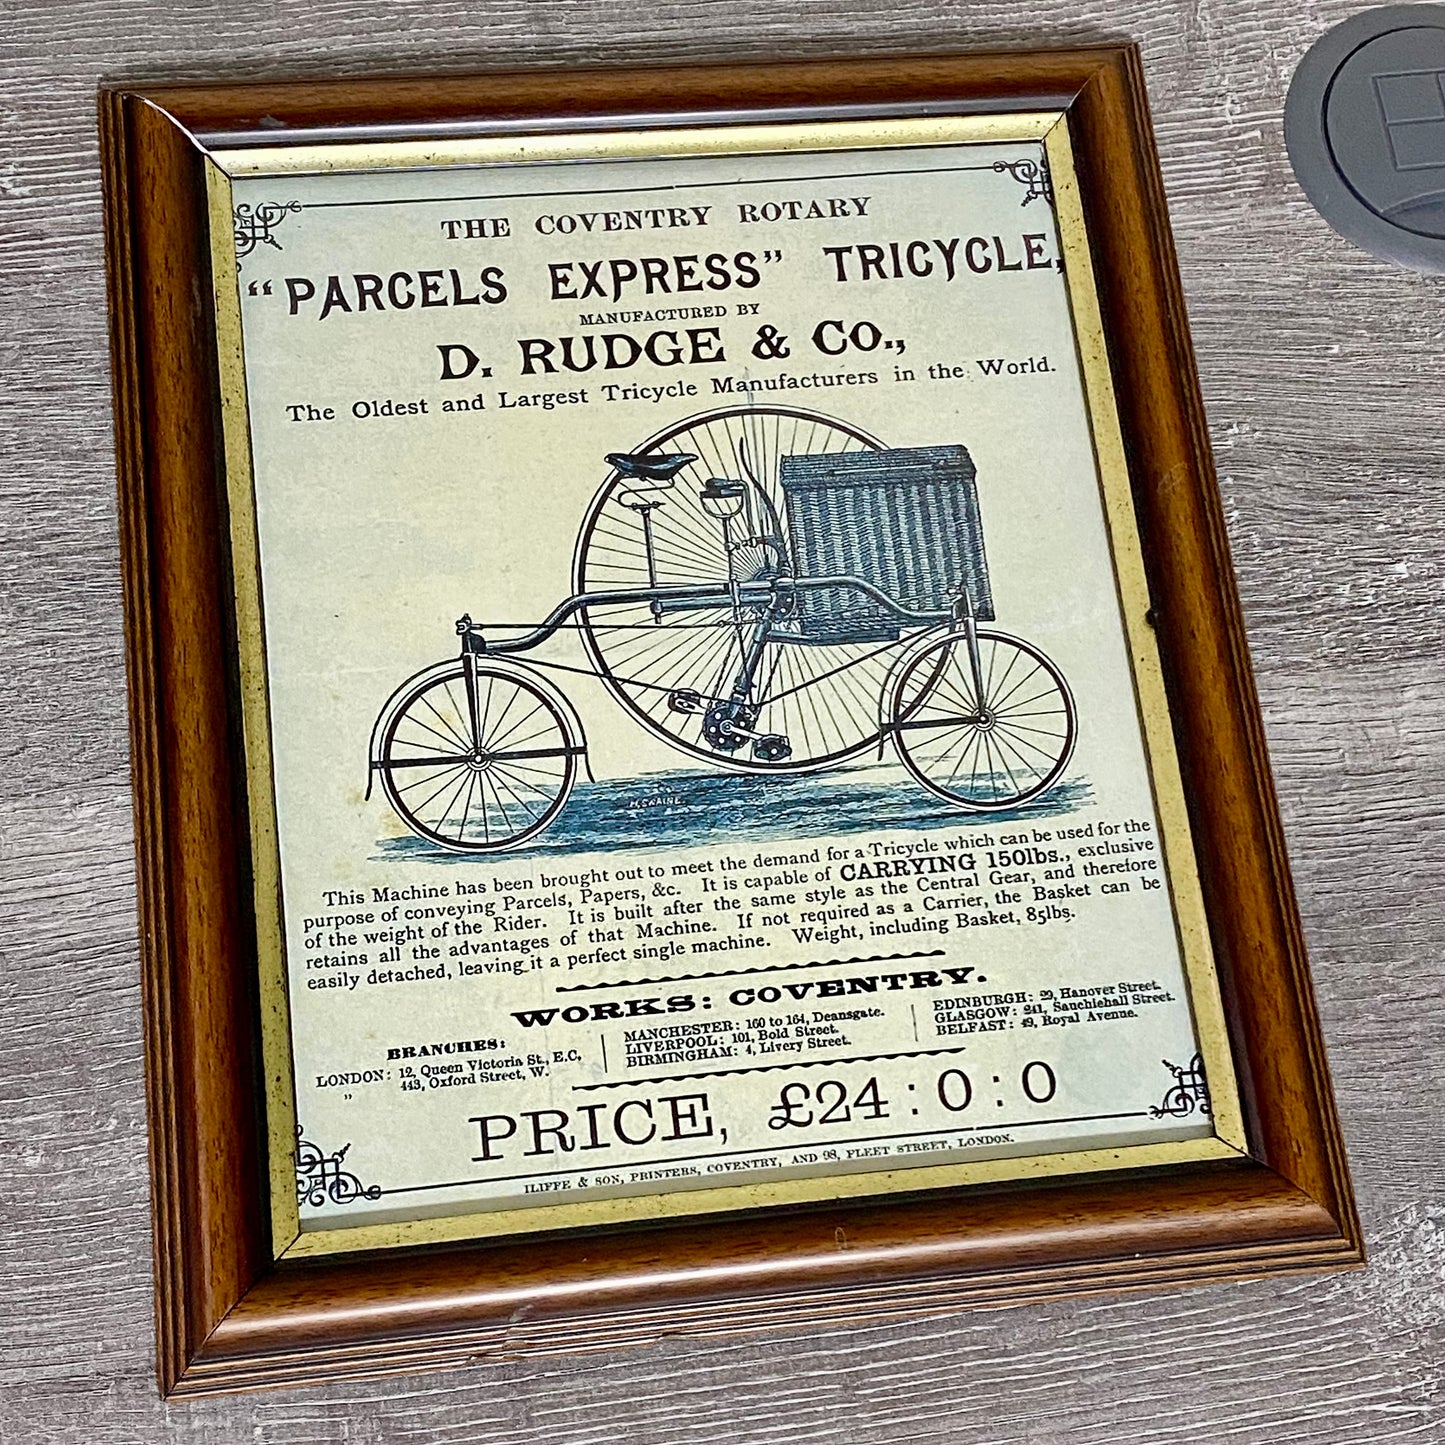 THE COVENTRY ROTARY
"PARCELS EXPRESS" TRICYCLE,
MANUFACTURED BY
D. RUDGE & CO.,
The Oldest and Largest Tricycle Manufacturers in the World.
H. SWAINE
This Machine has been brought out to meet the demand for a Tricycle which can be used for the
purpose of conveying Parcels, Papers, &c. It is capable of CARRYING 150lbs., exclusive
of the weight of the Rider. It is built after the same style as the Central Gear, and therefore
retains all the advantages of that Machine. If not required as a Carrier, the Basket can be
easily detached, leaving it a perfect single machine. Weight, including Basket, 85lbs.
WORKS: COVENTRY.
BRANCHES:
LONDON: 12, Queen Victoria St., E.C,
" 443, Oxford Street, W.
MANCHESTER: 160 to 164, Deansgate.
LIVERPOOL: 101, Bold Street.
BIRMINGHAM: 4, Livery Street.
EDINBURGH: 29, Hanover Street.
GLASGOW: 241, Sauchiehall Street.
BELFAST: 49, Royal Avenue.
PRICE, £24 : 0 : 0
ILIFFE & SON, PRINTERS, COVENTRY, AND 98, FLEET STREET, LONDON.